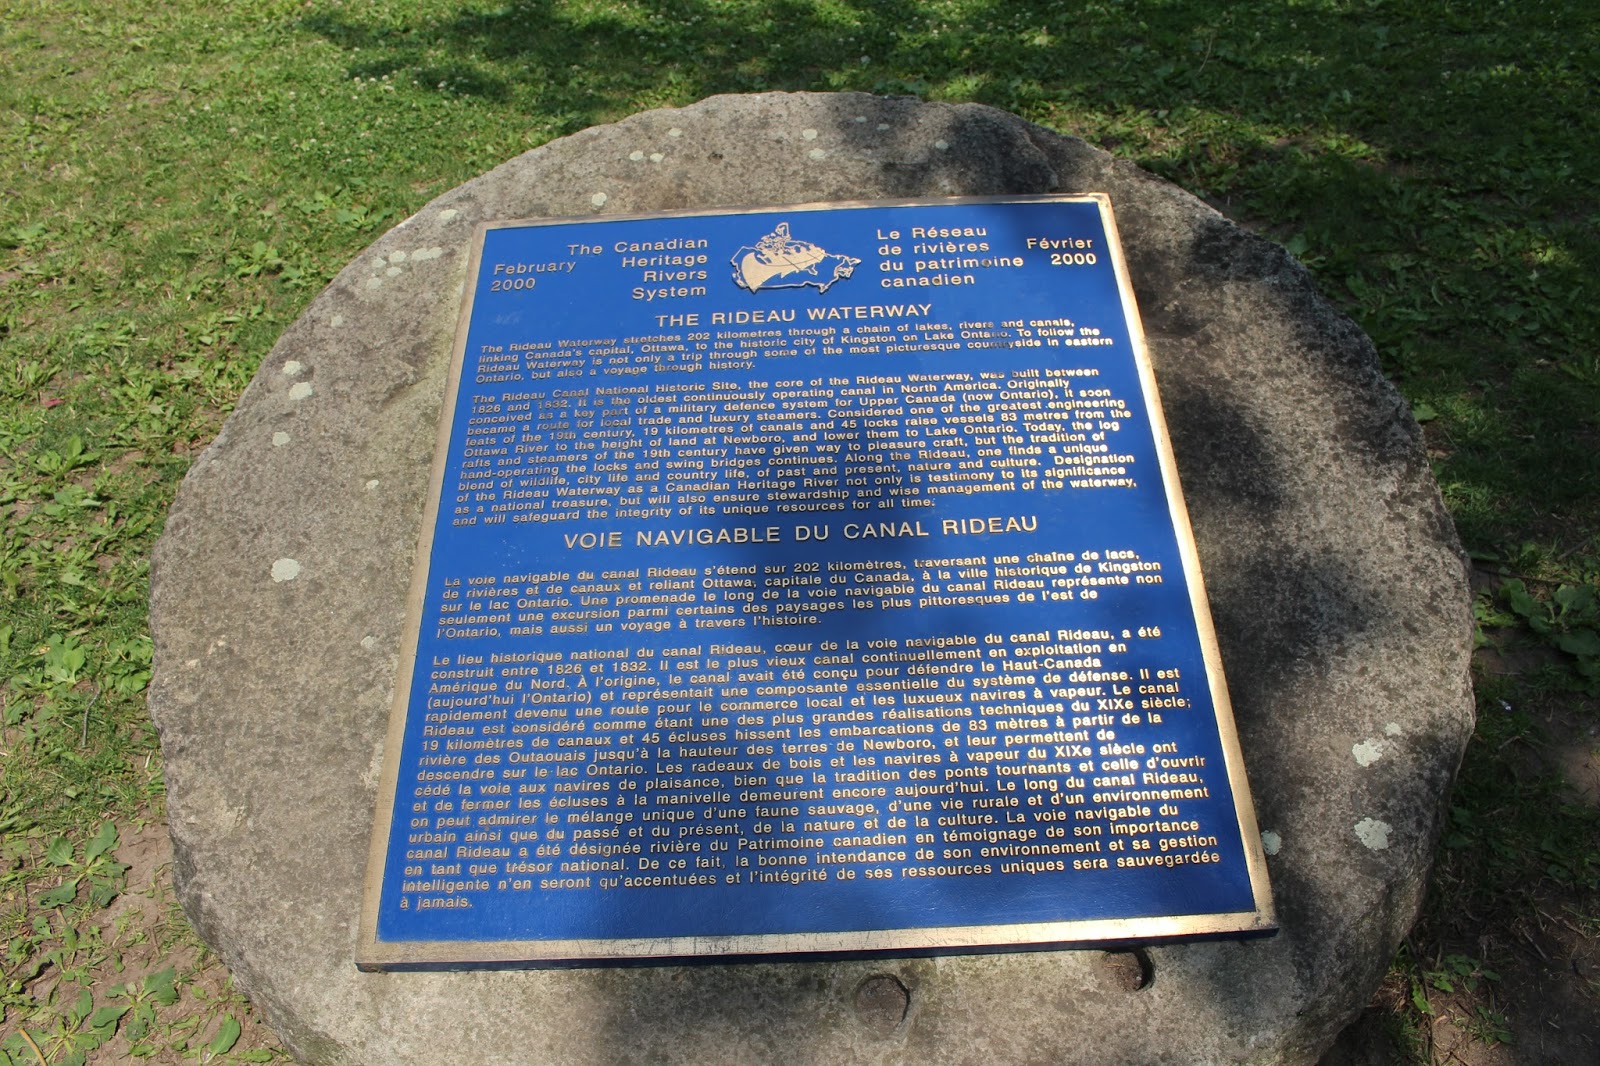 February
2000
The Canadian
Heritage
Rivers
System
Le Réseau
de rivières
du patrimoine
canadien
Février
2000
THE RIDEAU WATERWAY
The Rideau Waterway stretches 202 kilometres through a chain of lakes, rivers and canals,
linking Canada's capital, Ottawa, to the historic city of Kingston on Lake Ontario. To follow the
Rideau Waterway is not only a trip through some of the most picturesque countryside in eastern
Ontario, but also a voyage through history.
The Rideau Canal National Historic Site, the core of the Rideau Waterway, was built between
1826 and 1832. It is the oldest continuously operating canal in North America. Originally
conceived as a key part of a military defence system for Upper Canada (now Ontario), it soon
became a route for local trade and luxury steamers. Considered one of the greatest engineering
feats of the 19th century, 19 kilometres of canals and 45 locks raise vessels 83 metres from the
Ottawa River to the height of land at Newboro, and lower them to Lake Ontario. Today, the log
rafts and steamers of the 19th century have given way to pleasure craft, but the tradition of
hand-operating the locks and swing bridges continues. Along the Rideau, one finds a unique
blend of wildlife, city life and country life, of past and present, nature and culture. Designation
of the Rideau Waterway as a Canadian Heritage River not only is testimony to its significance
as a national treasure, but will also ensure stewardship and wise management of the waterway,
and will safeguard the integrity of its unique resources for all time.
VOIE NAVIGABLE DU CANAL RIDEAU
La voie navigable du canal Rideau s'étend sur 202 kilomètres, traversant une chaîne de lacs,
de rivières et de canaux et reliant Ottawa, capitale du Canada, à la ville historique de Kingston
sur le lac Ontario. Une promenade le long de la voie navigable du canal Rideau représente non
seulement une excursion parmi certains des paysages les plus pittoresques de l'est de
l'Ontario, mais aussi un voyage à travers l'histoire.
Le lieu historique national du canal Rideau, cœur de la voie navigable du canal Rideau, a été
construit entre 1826 et 1832. Il est le plus vieux canal continuellement en exploitation en
Amérique du Nord. À l'origine, le canal avait été conçu pour défendre le Haut-Canada
(aujourd'hui l'Ontario) et représentait une composante essentielle du système de défense. Il est
rapidement devenu une route pour le commerce local et les luxueux navires à vapeur. Le canal
Rideau est considéré comme étant une des plus grandes réalisations techniques du XIXe siècle;
19 kilomètres de canaux et 45 écluses hissent les embarcations de 83 mètres à partir de la
rivière des Outaouais jusqu'à la hauteur des terres de Newboro, et leur permettent de
descendre sur le lac Ontario. Les radeaux de bois et les navires à vapeur du XIXe siècle ont
cédé la voie aux navires de plaisance, bien que la tradition des ponts tournants et celle d'ouvrir
et de fermer les écluses à la manivelle demeurent encore aujourd'hui. Le long du canal Rideau,
on peut admirer le mélange unique d'une faune sauvage, d'une vie rurale et d'un environnement
urbain ainsi que du passé et du présent, de la nature et de la culture. La voie navigable du
canal Rideau a été désignée rivière du Patrimoine canadien en témoignage de son importance
en tant que trésor national. De ce fait, la bonne intendance de son environnement et sa gestion
intelligente n'en seront qu'accentuées et l'intégrité de ses ressources uniques sera sauvegardée
à jamais.